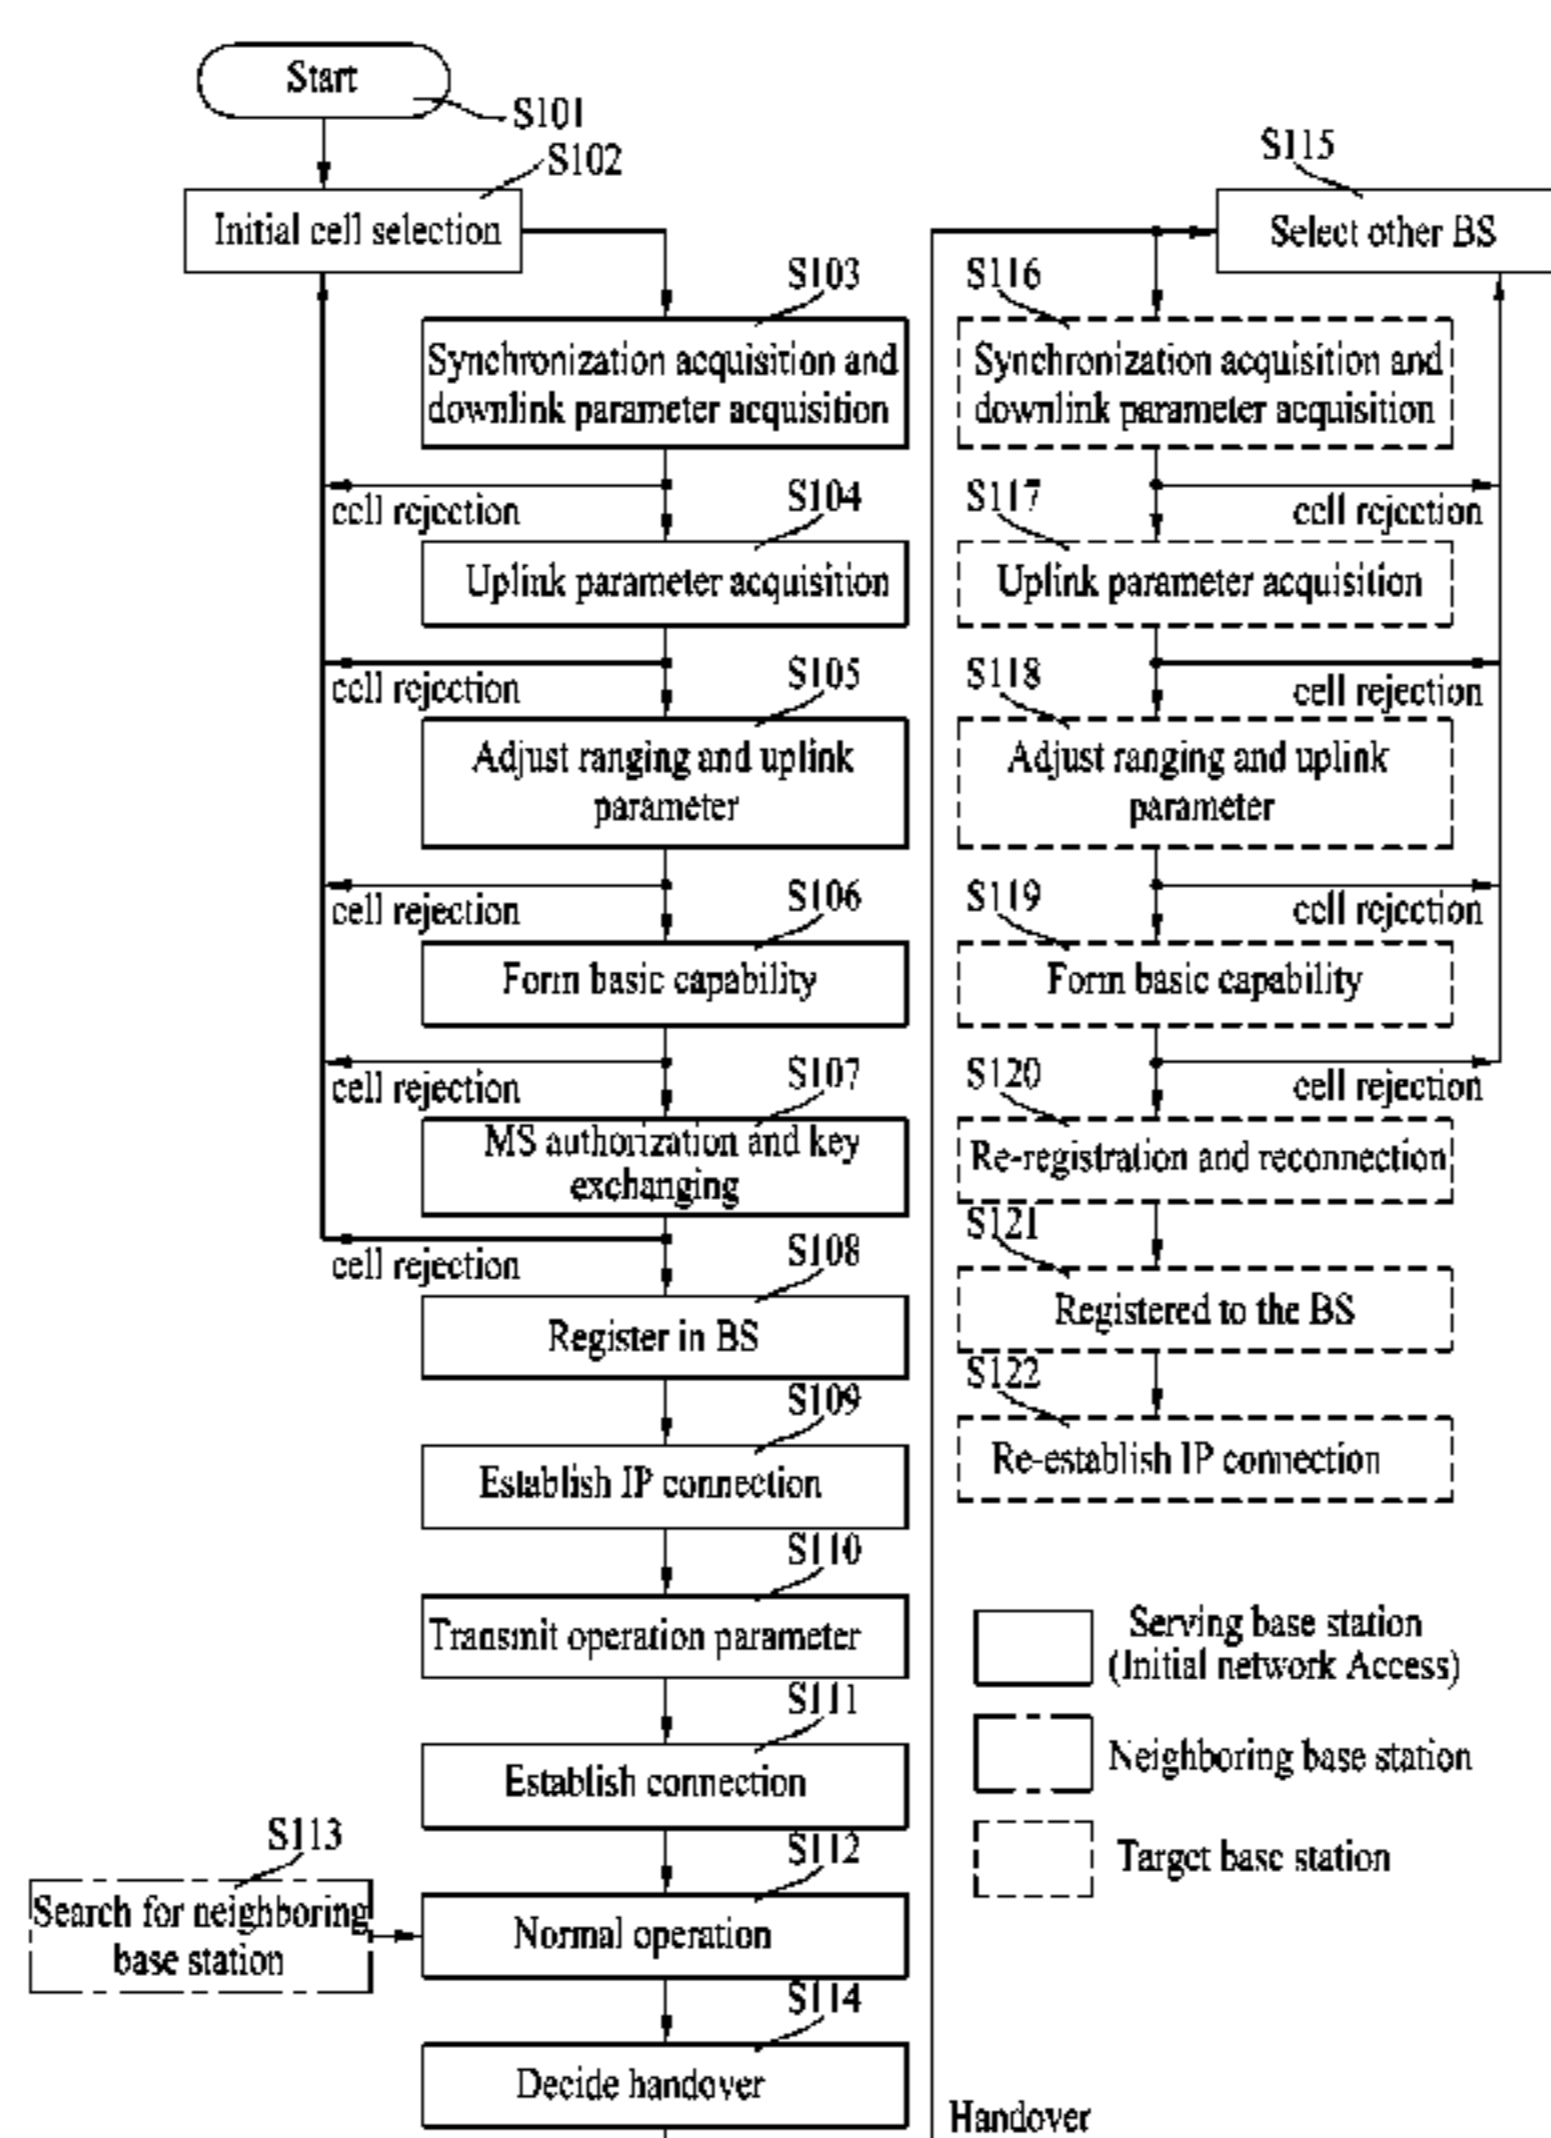 Start
S101
S102
Initial cell selection
S103
Synchronization acquisition and
downlink parameter acquisition
cell rejection
S104
Uplink parameter acquisition
cell rejection
S105
Adjust ranging and uplink
parameter
cell rejection
S106
Form basic capability
cell rejection
S107
MS authorization and key
exchanging
cell rejection
S108
Register in BS
S109
Establish IP connection
S110
Transmit operation parameter
S111
Establish connection
S112
S113
Search for neighboring
base station
Normal operation
S114
Decide handover
Handover
S115
Select other BS
S116
Synchronization acquisition and
downlink parameter acquisition
cell rejection
S117
Uplink parameter acquisition
cell rejection
S118
Adjust ranging and uplink
parameter
cell rejection
S119
Form basic capability
cell rejection
S120
Re-registration and reconnection
S121
Registered to the BS
S122
Re-establish IP connection
Serving base station
(Initial network Access)
Neighboring base station
Target base station